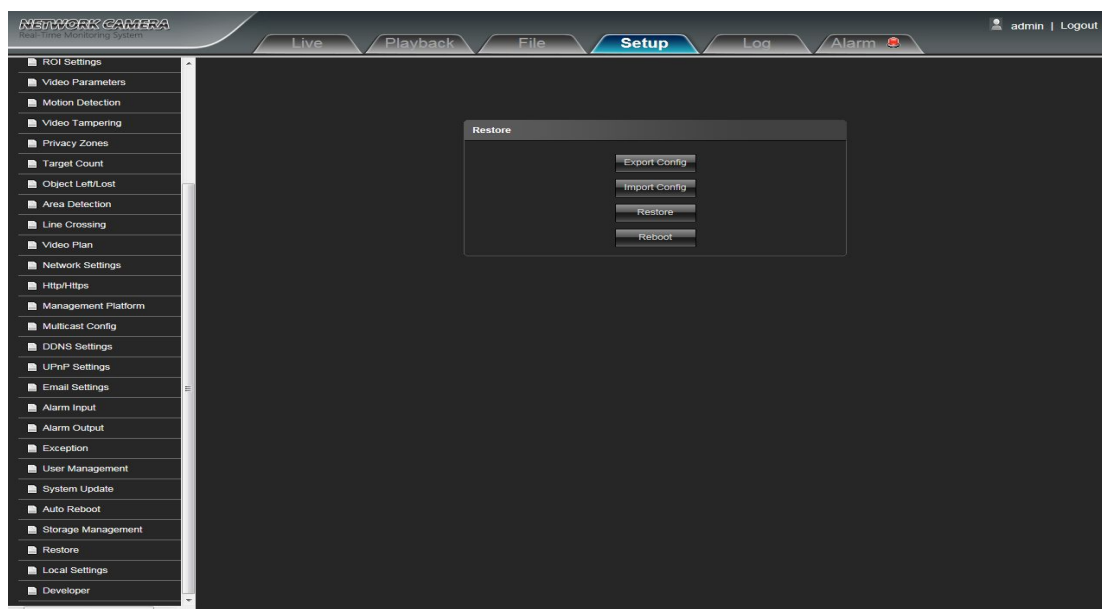 NETWORK CAMERA
Real-Time Monitoring System
admin | Logout
Live Playback File Setup Log Alarm
ROI Settings
Video Parameters
Motion Detection
Video Tampering
Privacy Zones
Target Count
Object Left/Lost
Area Detection
Line Crossing
Video Plan
Network Settings
Http/Https
Management Platform
Multicast Config
DDNS Settings
UPnP Settings
Email Settings
Alarm Input
Alarm Output
Exception
User Management
System Update
Auto Reboot
Storage Management
Restore
Local Settings
Developer
Restore
Export Config
Import Config
Restore
Reboot